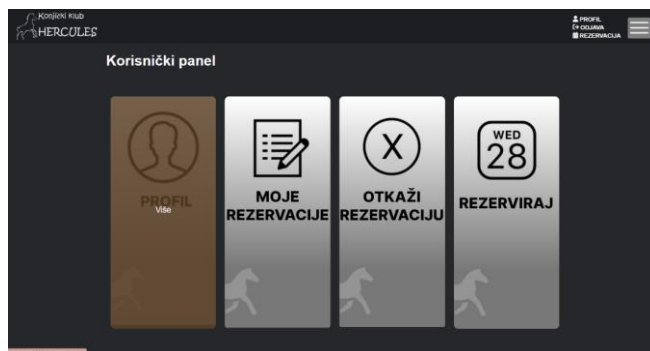 Konjički Klub
HERCULES
PROFIL
ODJAVA
REZERVACIJA
Korisnički panel
PROFIL
Više
MOJE
REZERVACIJE
X
OTKAŽI
REZERVACIJU
WED
28
REZERVIRAJ